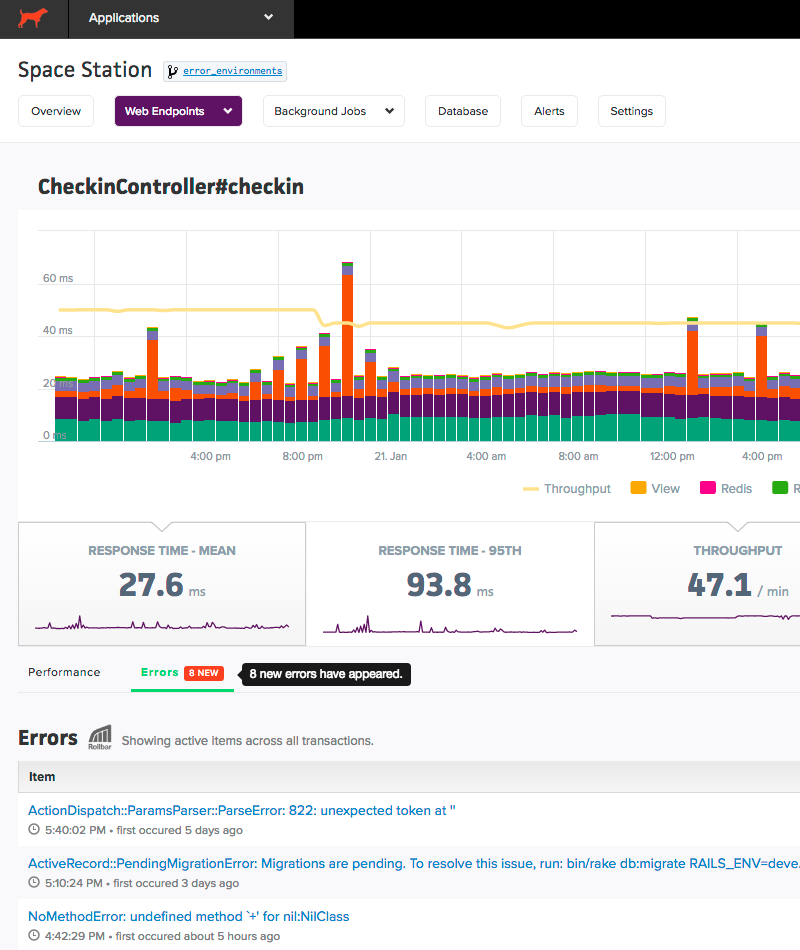 Applications
Space Station error_environments
Overview Web Endpoints Background Jobs Database Alerts Settings
CheckinController#checkin
60 ms
40 ms
20 ms
0 ms
4:00 pm 8:00 pm 21. Jan 4:00 am 8:00 am 12:00 pm 4:00 pm
Throughput View Redis R
RESPONSE TIME - MEAN RESPONSE TIME - 95TH THROUGHPUT
27.6 ms 93.8 ms 47.1 / min
Performance Errors 8 NEW 8 new errors have appeared.
Errors Rollbar Showing active items across all transactions.
Item
ActionDispatch::ParamsParser::ParseError: 822: unexpected token at ''
5:40:02 PM • first occured 5 days ago
ActiveRecord::PendingMigrationError: Migrations are pending. To resolve this issue, run: bin/rake db:migrate RAILS_ENV=deve
5:10:24 PM • first occured 3 days ago
NoMethodError: undefined method `+' for nil:NilClass
4:42:29 PM • first occured about 5 hours ago